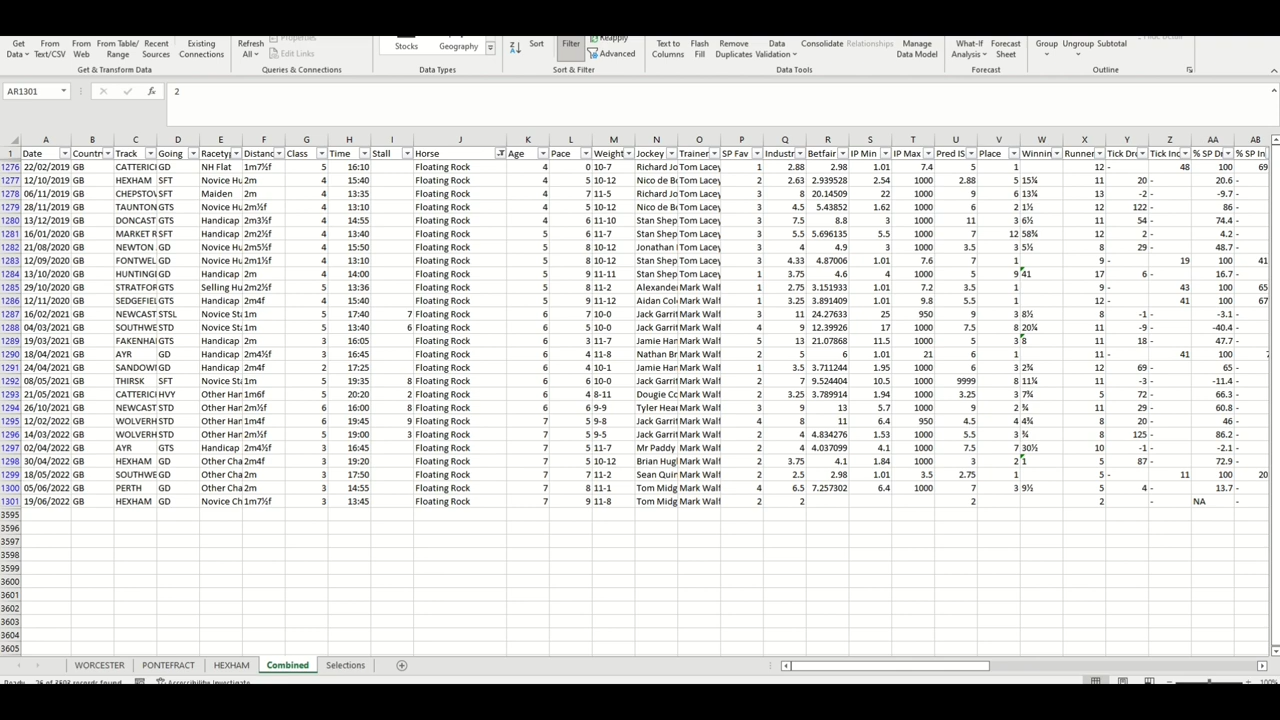 Get Data From Text/CSV From Web From Table/ Range Recent Sources Existing Connections Refresh All Properties Edit Links Stocks Geography Sort Filter Reapply Advanced Text to Columns Flash Fill Remove Duplicates Data Validation Consolidate Relationships Manage Data Model What-If Analysis Forecast Sheet Group Ungroup Subtotal
Get & Transform Data Queries & Connections Data Types Sort & Filter Data Tools Forecast Outline
AR1301 fx 2
A B C D E F G H I J K L M N O P Q R S T U V W X Y Z AA AB
1 Date Countr Track Going Racety Distanc Class Time Stall Horse Age Pace Weight Jockey Trainer SP Fav Industr Betfair IP Min IP Max Pred IS Place Winnin Runner Tick Dr Tick Inc % SP Dr % SP In
1276 22/02/2019 GB CATTERIC GD NH Flat 1m7½f 5 16:10 Floating Rock 4 0 10-7 Richard Jo Tom Lacey 1 2.88 2.98 1 7.4 5 1 12 - 48 100 69
1277 12/10/2019 GB HEXHAM SFT Novice Hu 2m 4 15:40 Floating Rock 4 5 10-12 Nico de Bo Tom Lacey 2 2.63 2.939528 2.54 1000 2.88 5 15¼ 11 20 - 20.6 -
1278 06/11/2019 GB CHEPSTOW SFT Maiden 2m 4 13:35 Floating Rock 4 7 11-5 Richard Jo Tom Lacey 3 8 20.14509 22 1000 9 6 13¾ 13 -2 - -9.7 -
1279 28/11/2019 GB TAUNTON GTS Novice Hu 2m½f 4 13:10 Floating Rock 4 5 10-12 Nico de Bo Tom Lacey 3 4.5 5.43852 1.62 1000 6 2 1½ 7 122 - 86 -
1280 13/12/2019 GB DONCAST GTS Handicap 2m3½f 4 12:40 Floating Rock 4 6 11-10 Stan Shep Tom Lacey 2 7.5 8.8 3 1000 11 3 6½ 11 54 - 74.4 -
1281 16/01/2020 GB MARKET R SFT Handicap 2m4½f 4 13:40 Floating Rock 5 6 11-7 Stan Shep Tom Lacey 3 5.5 5.696135 5.5 1000 7 12 58¾ 12 2 - 4.2 -
1282 21/08/2020 GB NEWTON GD Novice Hu 2m5½f 4 15:50 Floating Rock 5 8 10-12 Jonathan Tom Lacey 3 4 4.9 3 1000 3.5 3 5½ 8 29 - 48.7 -
1283 12/09/2020 GB FONTWEL GD Novice Hu 2m1½f 4 13:10 Floating Rock 5 8 10-12 Stan Shep Tom Lacey 3 4.33 4.87006 1.01 7.6 7 1 9 - 19 100 41
1284 13/10/2020 GB HUNTINGI GD Handicap 2m 4 14:00 Floating Rock 5 9 11-11 Stan Shep Tom Lacey 1 3.75 4.6 4 1000 5 9 41 17 6 - 16.7 -
1285 29/10/2020 GB STRATFOR GTS Selling Hu 2m2½f 5 13:36 Floating Rock 5 8 11-2 Alexander Mark Walf 1 2.75 3.151933 1.01 7.2 3.5 1 9 - 43 100 65
1286 12/11/2020 GB SEDGEFIEL GTS Handicap 2m4f 4 15:40 Floating Rock 5 8 11-12 Aidan Col Mark Walf 1 3.25 3.891409 1.01 9.8 5.5 1 12 - 41 100 67
1287 16/02/2021 GB NEWCAST STSL Novice Sta 1m 5 17:40 7 Floating Rock 6 7 10-0 Jack Garrit Mark Walf 3 11 24.27633 25 950 9 3 8½ 11 -1 - -3.1 -
1288 04/03/2021 GB SOUTHWE STD Novice Sta 1m 5 13:40 6 Floating Rock 6 5 10-0 Jack Garrit Mark Walf 4 9 12.39926 17 1000 7.5 8 20¼ 11 -9 - -40.4 -
1289 19/03/2021 GB FAKENHA GTS Handicap 2m 3 16:05 Floating Rock 6 3 11-7 Jack Garrit Mark Walf 5 13 21.07868 11.5 1000 13 3 8 11 18 - 47.7 -
1290 18/04/2021 GB AYR GD Handicap 2m4½f 3 16:45 Floating Rock 6 4 11-8 Nathan Br Mark Walf 2 5 6 1.01 21 6 1 11 - 41 100
1291 24/04/2021 GB SANDOW GD Handicap 2m4f 2 17:25 Floating Rock 6 4 10-1 Jamie Han Mark Walf 1 3.5 3.711244 1.95 1000 3 2 2¾ 12 69 - 65 -
1292 08/05/2021 GB THIRSK SFT Novice Sta 1m 5 19:35 8 Floating Rock 6 6 10-0 Jack Garrit Mark Walf 2 7 9.524404 10.5 1000 9999 8 11¼ 11 -3 - -11.4 -
1293 21/05/2021 GB CATTERIC HVY Other Han 1m6f 5 20:20 2 Floating Rock 6 4 8-11 Dougie Co Mark Walf 2 3.25 3.789914 1.94 1000 3.25 3 7¾ 5 72 - 66.3 -
1294 26/10/2021 GB NEWCAST STD Other Han 2m½f 6 16:00 8 Floating Rock 6 4 9-9 Tyler Hear Mark Walf 3 9 13 5.7 1000 9 2 ¾ 11 29 - 60.8 -
1295 12/02/2022 GB WOLVERH STD Other Han 1m4f 6 19:45 9 Floating Rock 7 4 9-6 Jack Garrit Mark Walf 4 8 11 6.4 950 4.5 4 4¾ 8 20 - 46 -
1296 14/03/2022 GB WOLVERH STD Other Han 2m½f 5 19:00 3 Floating Rock 7 5 9-5 Jack Garrit Mark Walf 2 4 4.834276 1.53 1000 5 3 ¾ 8 125 - 86.2 -
1297 02/04/2022 GB AYR GTS Handicap 2m4½f 3 16:45 Floating Rock 7 5 11-7 Mr Paddy Mark Walf 2 4 4.037099 4.1 1000 5 7 30½ 10 -1 - -2.1 -
1298 30/04/2022 GB HEXHAM GD Other Cha 2m4f 3 19:20 Floating Rock 7 5 10-12 Brian Hugl Mark Walf 2 3.75 4.1 1.84 1000 3 2 1 5 87 - 72.9 -
1299 18/05/2022 GB SOUTHWE GD Other Cha 2m 3 17:50 Floating Rock 7 7 11-2 Sean Quin Mark Walf 1 2.5 2.98 1.01 3.5 2.75 1 5 - 11 100 20
1300 05/06/2022 GB PERTH GD Other Cha 2m 3 14:55 Floating Rock 7 8 11-1 Tom Midg Mark Walf 4 6.5 7.257302 6.4 1000 7 3 9½ 5 4 - 13.7 -
1301 19/06/2022 GB HEXHAM GD Novice Ch 1m7½f 3 13:45 Floating Rock 7 9 11-8 Tom Midg Mark Walf 2 2 2 2 - NA -
3595
3596
3597
3598
3599
3600
3601
3602
3603
3604
3605
WORCESTER PONTEFRACT HEXHAM Combined Selections
Ready 26 of 3593 records found Accessibility: Investigate 100%